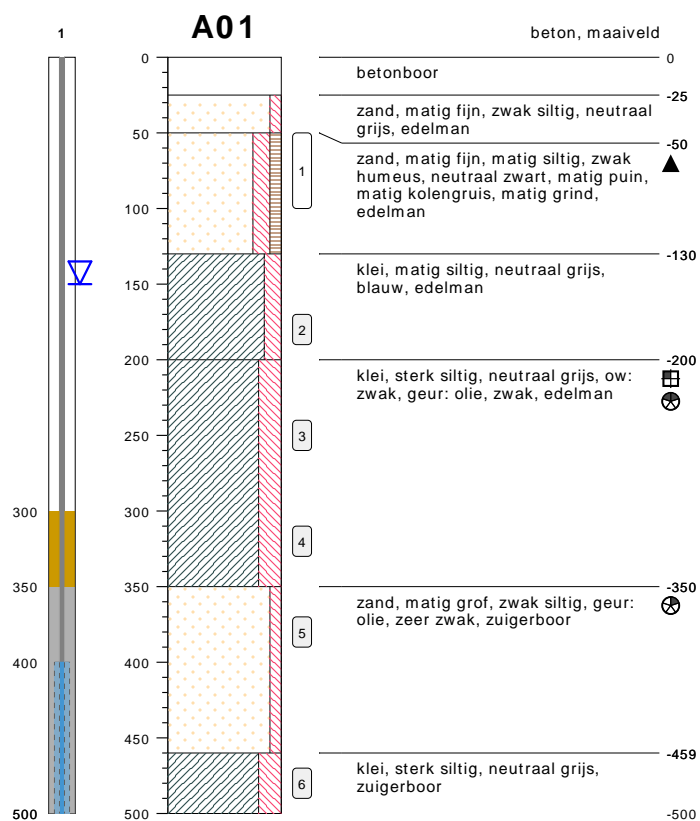 1
A01
beton, maaiveld
0
50
100
150
200
250
300
350
400
450
500
300
350
400
500
1
2
3
4
5
6
0
betonboor
-25
zand, matig fijn, zwak siltig, neutraal
grijs, edelman
-50
zand, matig fijn, matig siltig, zwak
humeus, neutraal zwart, matig puin,
matig kolengruis, matig grind,
edelman
-130
klei, matig siltig, neutraal grijs,
blauw, edelman
-200
klei, sterk siltig, neutraal grijs, ow:
zwak, geur: olie, zwak, edelman
-350
zand, matig grof, zwak siltig, geur:
olie, zeer zwak, zuigerboor
-459
klei, sterk siltig, neutraal grijs,
zuigerboor
-500